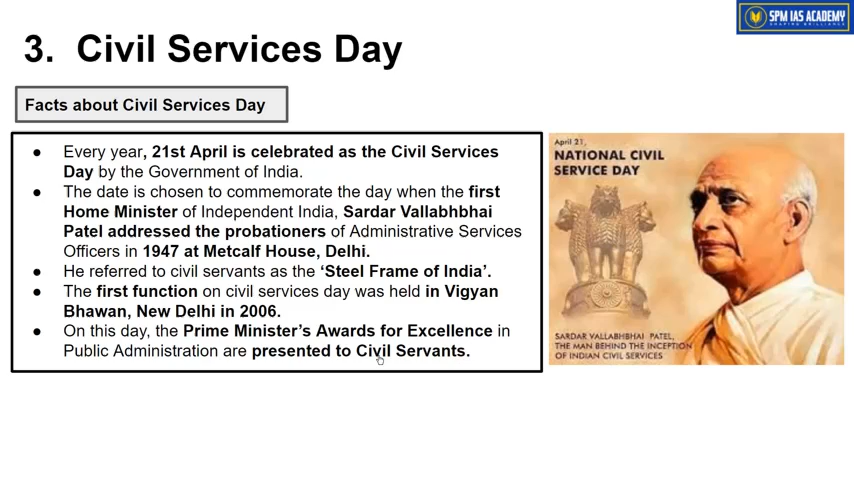 SPM IAS ACADEMY
SHAPING BRILLIANCE
3. Civil Services Day
Facts about Civil Services Day
● Every year, 21st April is celebrated as the Civil Services
Day by the Government of India.
● The date is chosen to commemorate the day when the first
Home Minister of Independent India, Sardar Vallabhbhai
Patel addressed the probationers of Administrative Services
Officers in 1947 at Metcalf House, Delhi.
● He referred to civil servants as the ‘Steel Frame of India’.
● The first function on civil services day was held in Vigyan
Bhawan, New Delhi in 2006.
● On this day, the Prime Minister’s Awards for Excellence in
Public Administration are presented to Civil Servants.
April 21,
NATIONAL CIVIL
SERVICE DAY
SARDAR VALLABHBHAI PATEL,
THE MAN BEHIND THE INCEPTION
OF INDIAN CIVIL SERVICES